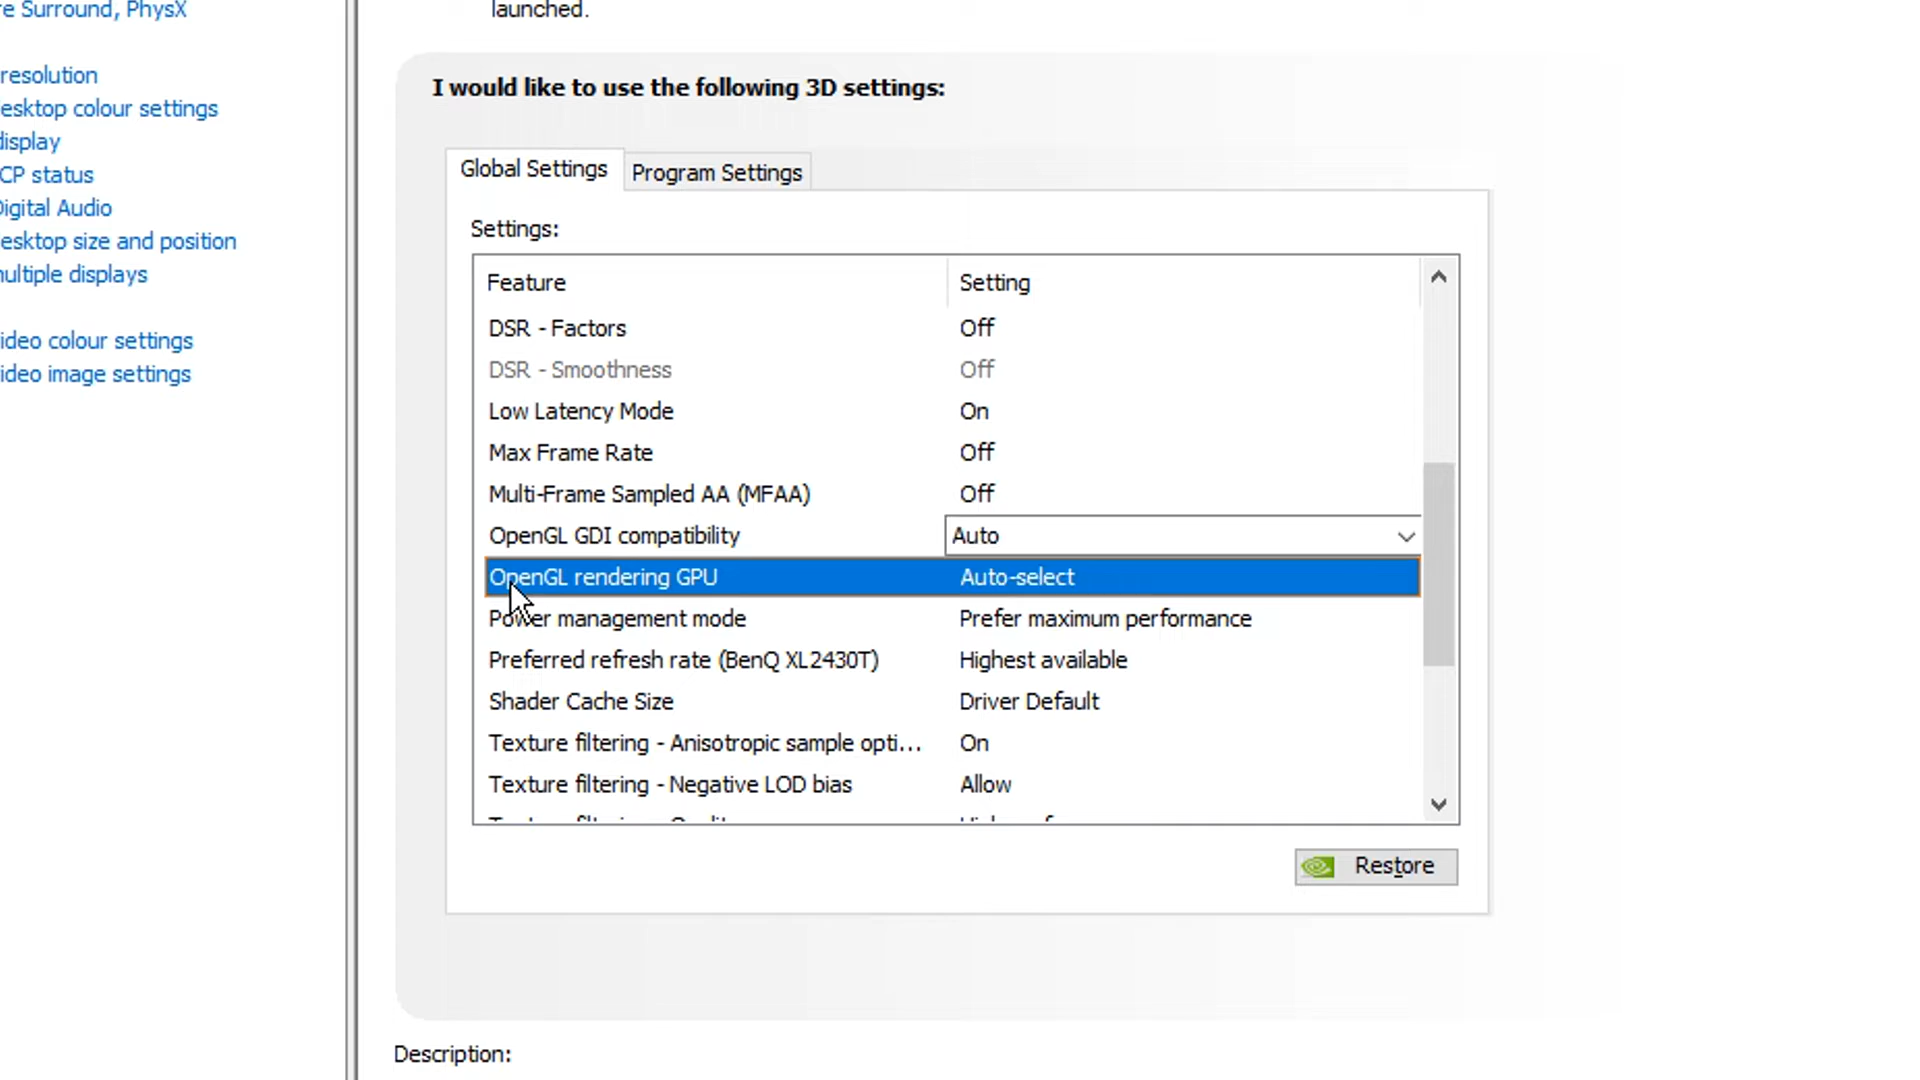 re Surround, PhysX
resolution
esktop colour settings
display
CP status
Digital Audio
esktop size and position
multiple displays
ideo colour settings
ideo image settings
launched.
I would like to use the following 3D settings:
Global Settings
Program Settings
Settings:
Feature Setting
DSR - Factors Off
DSR - Smoothness Off
Low Latency Mode On
Max Frame Rate Off
Multi-Frame Sampled AA (MFAA) Off
OpenGL GDI compatibility Auto
OpenGL rendering GPU Auto-select
Power management mode Prefer maximum performance
Preferred refresh rate (BenQ XL2430T) Highest available
Shader Cache Size Driver Default
Texture filtering - Anisotropic sample opti... On
Texture filtering - Negative LOD bias Allow
Restore
Description: